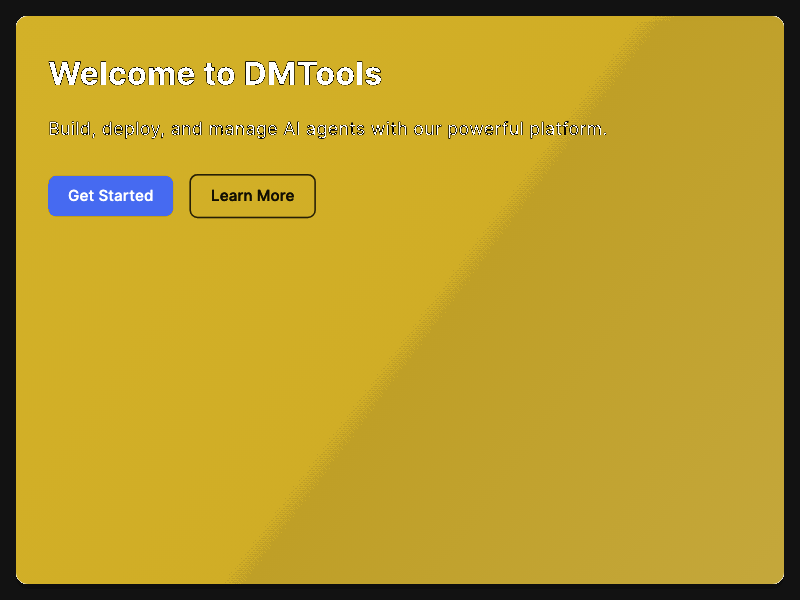 Welcome to DMTools
Build, deploy, and manage AI agents with our powerful platform.
Get Started
Learn More